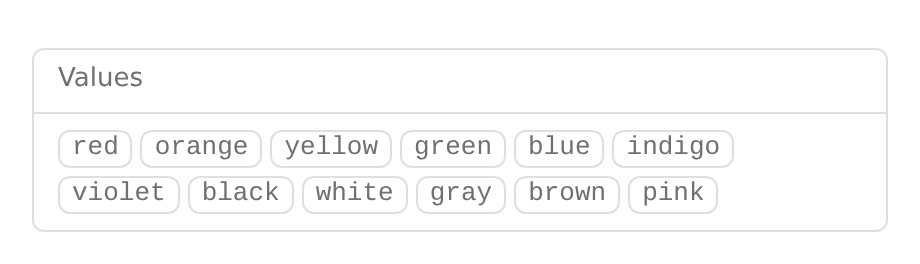 Values
red orange yellow green blue indigo
violet black white gray brown pink